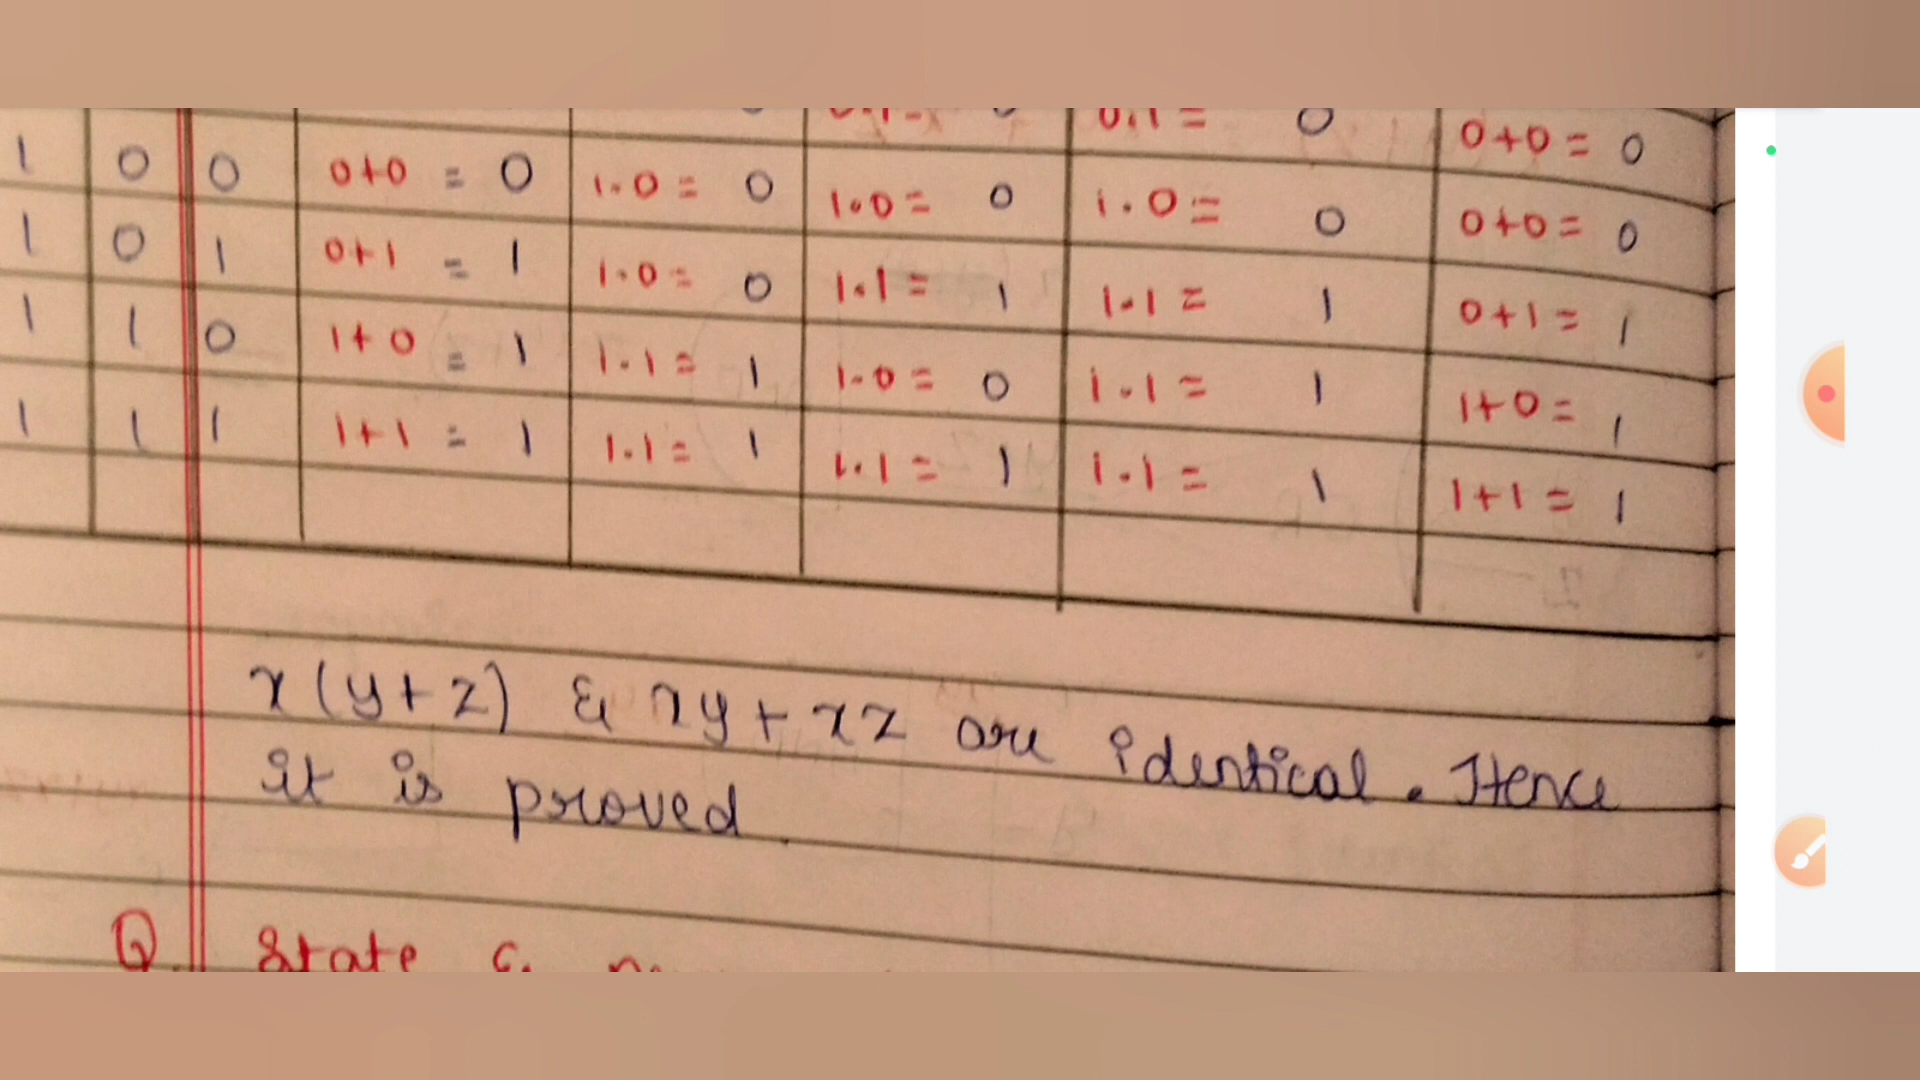 0·1= 0 0+0= 0
1 0 0 0+0 = 0 1·0= 0 1·0= 0 1·0= 0 0+0= 0
1 0 1 0+1 = 1 1·0= 0 1·1= 1 1·1= 1 0+1= 1
1 1 0 1+0 = 1 1·1= 1 1·0= 0 1·1= 1 1+0= 1
1 1 1 1+1 = 1 1·1= 1 1·1= 1 1·1= 1 1+1= 1
x(y+z) & xy+xz are identical. Hence
it is proved.
Q. State &